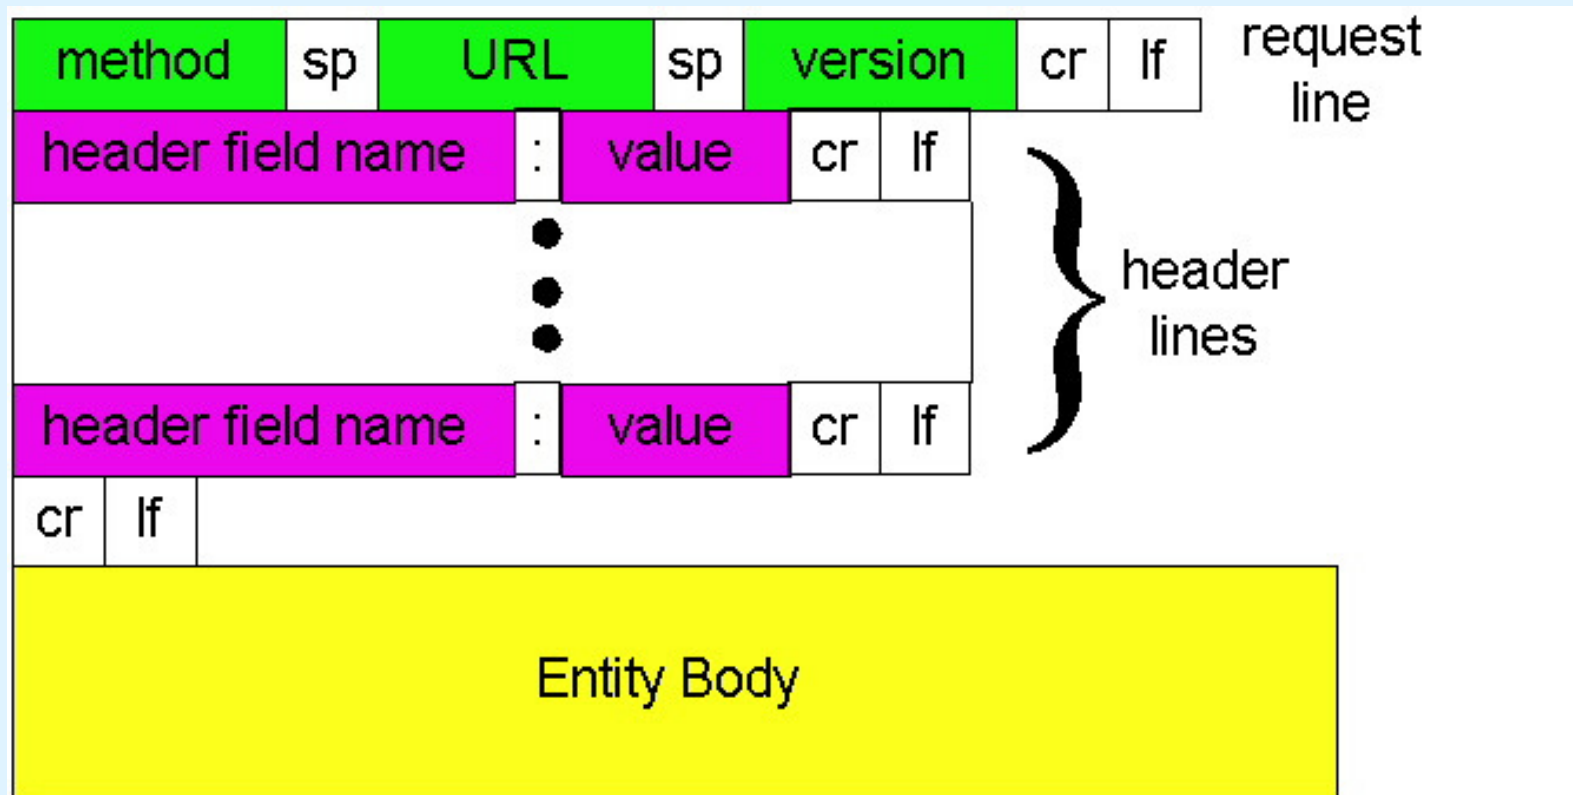 method sp URL sp version cr lf
request
line
header field name : value cr lf
header
lines
header field name : value cr lf
cr lf
Entity Body